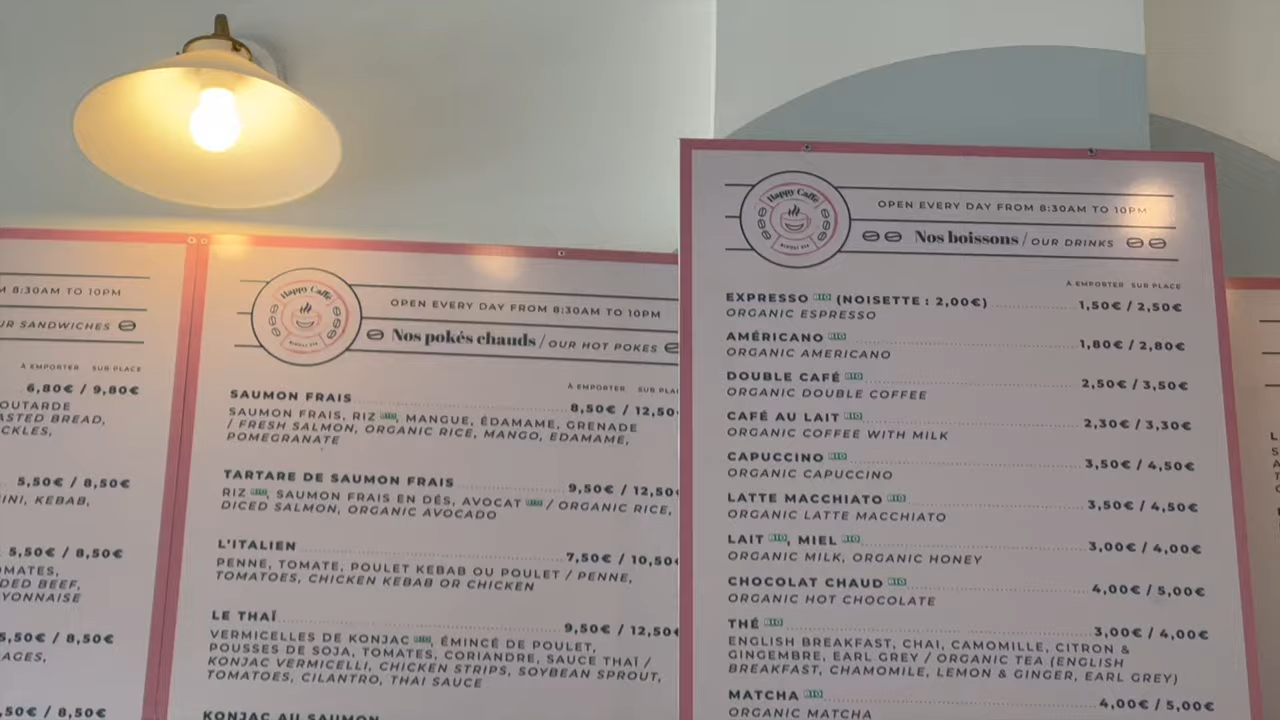 M 8:30AM TO 10PM
UR SANDWICHES
À EMPORTER SUR PLACE
6,80€ / 9,80€
OUTARDE
ASTED BREAD,
CKLES,
5,50€ / 8,50€
INI, KEBAB,
5,50€ / 8,50€
OMATES,
DED BEEF,
YONNAISE
5,50€ / 8,50€
AGES,
,50€ / 8,50€
Happy Caffé
OPEN EVERY DAY FROM 8:30AM TO 10PM
Nos pokés chauds / OUR HOT POKES
À EMPORTER SUR PLA
SAUMON FRAIS 8,50€ / 12,50
SAUMON FRAIS, RIZ BIO, MANGUE, ÉDAMAME, GRENADE
/ FRESH SALMON, ORGANIC RICE, MANGO, EDAMAME,
POMEGRANATE
TARTARE DE SAUMON FRAIS 9,50€ / 12,50
RIZ BIO, SAUMON FRAIS EN DÉS, AVOCAT BIO / ORGANIC RICE,
DICED SALMON, ORGANIC AVOCADO
L'ITALIEN 7,50€ / 10,50
PENNE, TOMATE, POULET KEBAB OU POULET / PENNE,
TOMATOES, CHICKEN KEBAB OR CHICKEN
LE THAÏ 9,50€ / 12,50€
VERMICELLES DE KONJAC BIO, ÉMINCÉ DE POULET,
POUSSES DE SOJA, TOMATES, CORIANDRE, SAUCE THAÏ /
KONJAC VERMICELLI, CHICKEN STRIPS, SOYBEAN SPROUT,
TOMATOES, CILANTRO, THAI SAUCE
KONJAC AU SAUMON
Happy Caffé
OPEN EVERY DAY FROM 8:30AM TO 10PM
Nos boissons / OUR DRINKS
À EMPORTER SUR PLACE
EXPRESSO BIO (NOISETTE : 2,00€) 1,50€ / 2,50€
ORGANIC ESPRESSO
AMÉRICANO BIO 1,80€ / 2,80€
ORGANIC AMERICANO
DOUBLE CAFÉ BIO 2,50€ / 3,50€
ORGANIC DOUBLE COFFEE
CAFÉ AU LAIT BIO 2,30€ / 3,30€
ORGANIC COFFEE WITH MILK
CAPUCCINO BIO 3,50€ / 4,50€
ORGANIC CAPUCCINO
LATTE MACCHIATO BIO 3,50€ / 4,50€
ORGANIC LATTE MACCHIATO
LAIT BIO, MIEL BIO 3,00€ / 4,00€
ORGANIC MILK, ORGANIC HONEY
CHOCOLAT CHAUD BIO 4,00€ / 5,00€
ORGANIC HOT CHOCOLATE
THÉ BIO 3,00€ / 4,00€
ENGLISH BREAKFAST, CHAI, CAMOMILLE, CITRON &
GINGEMBRE, EARL GREY / ORGANIC TEA (ENGLISH
BREAKFAST, CHAMOMILE, LEMON & GINGER, EARL GREY)
MATCHA BIO 4,00€ / 5,00€
ORGANIC MATCHA